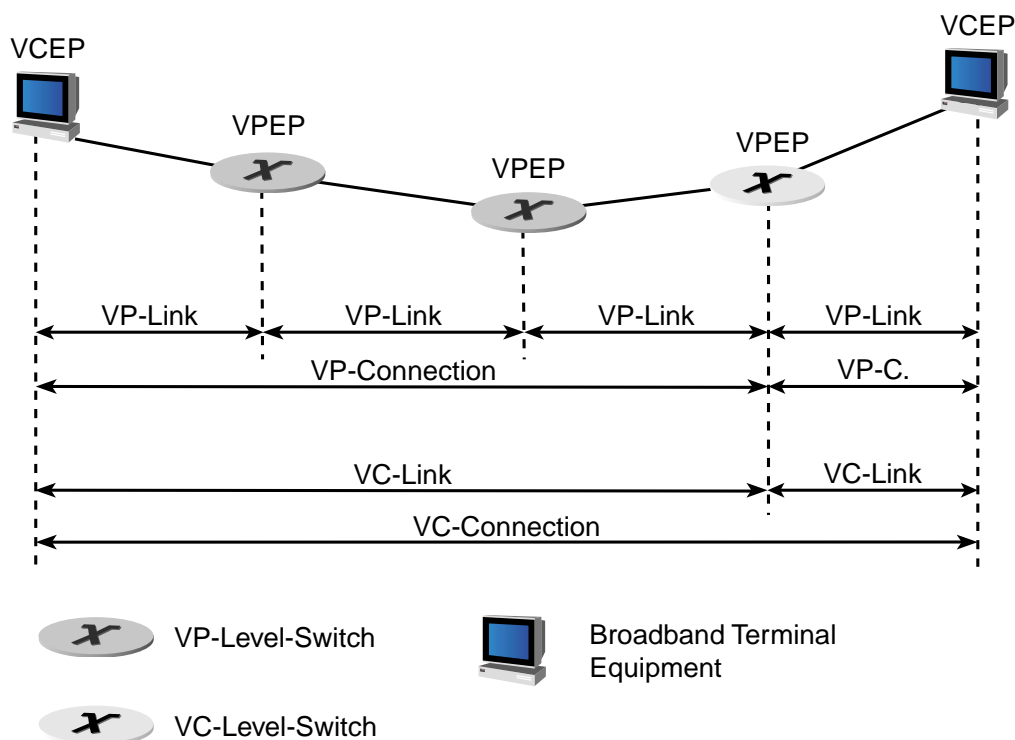 VCEP
VCEP
VPEP
VPEP
VPEP
VP-Link
VP-Link
VP-Link
VP-Link
VP-Connection
VP-C.
VC-Link
VC-Link
VC-Connection
VP-Level-Switch
Broadband Terminal
Equipment
VC-Level-Switch